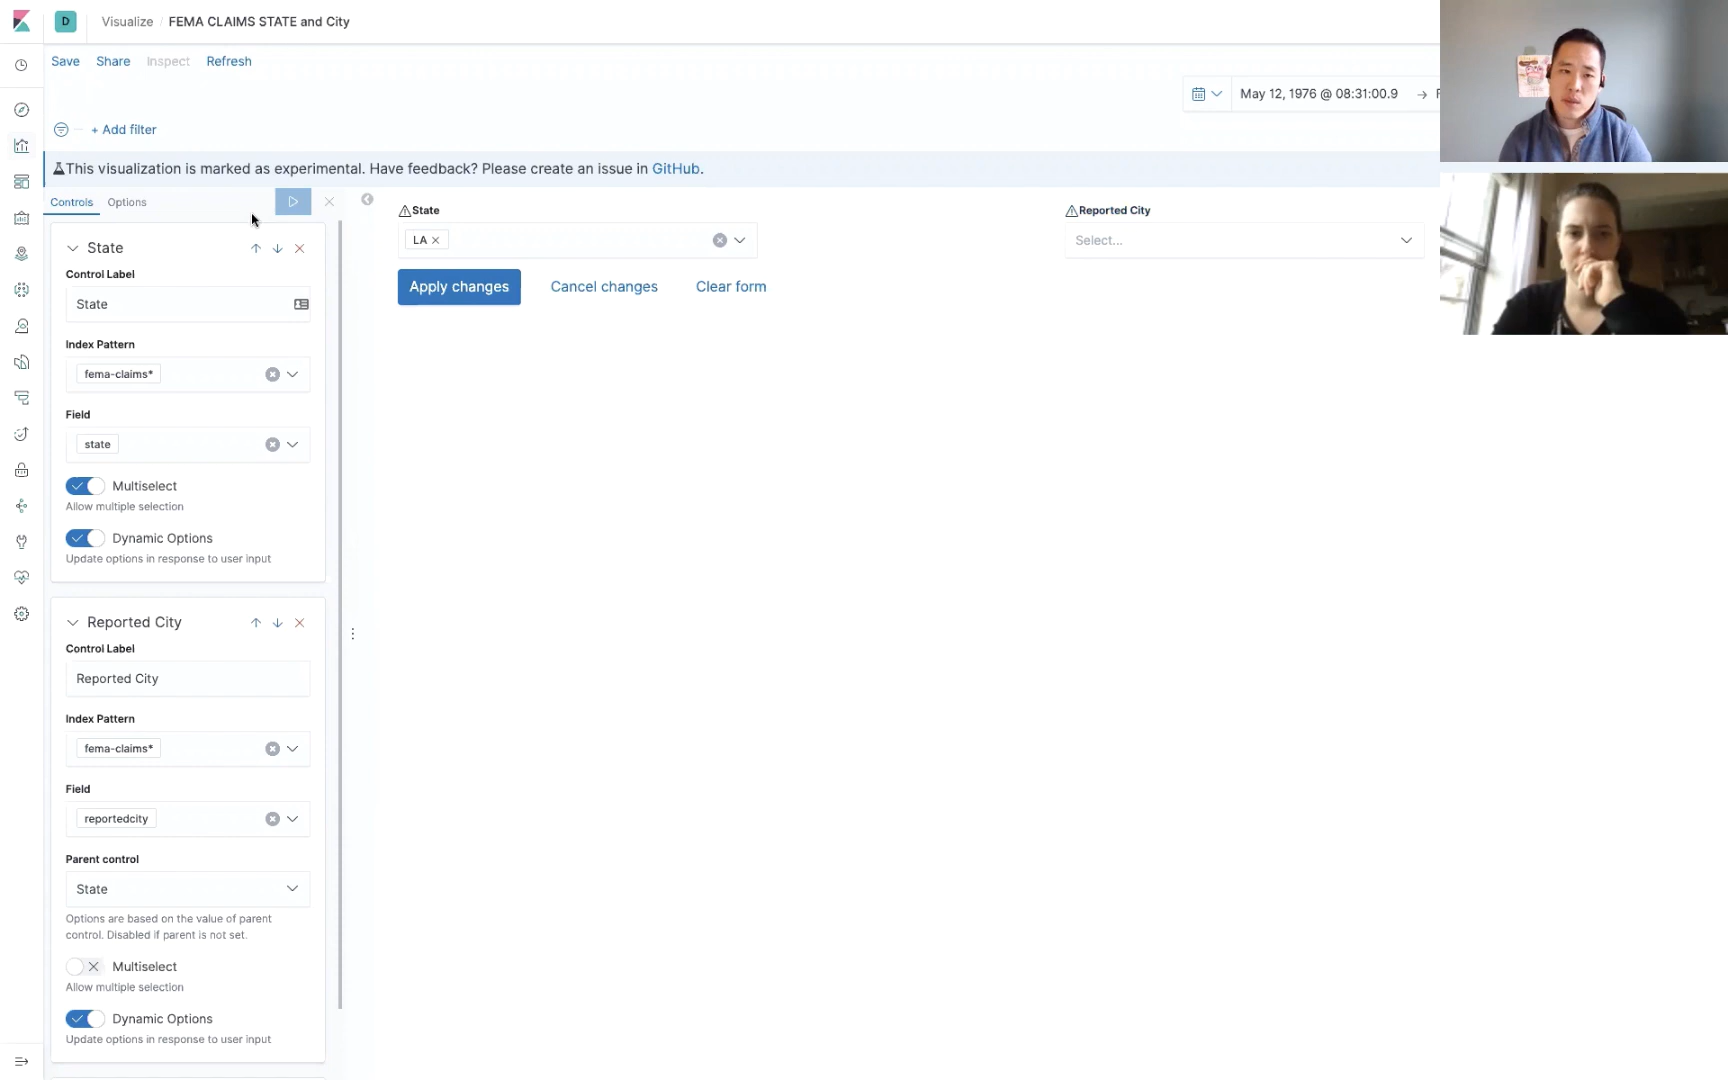 D
Visualize / FEMA CLAIMS STATE and City
Save Share Inspect Refresh
May 12, 1976 @ 08:31:00.9 →
+ Add filter
This visualization is marked as experimental. Have feedback? Please create an issue in GitHub.
Controls Options
State
Control Label
State
Index Pattern
fema-claims*
Field
state
Multiselect
Allow multiple selection
Dynamic Options
Update options in response to user input
Reported City
Control Label
Reported City
Index Pattern
fema-claims*
Field
reportedcity
Parent control
State
Options are based on the value of parent
control. Disabled if parent is not set.
Multiselect
Allow multiple selection
Dynamic Options
Update options in response to user input
State
LA
Apply changes Cancel changes Clear form
Reported City
Select...